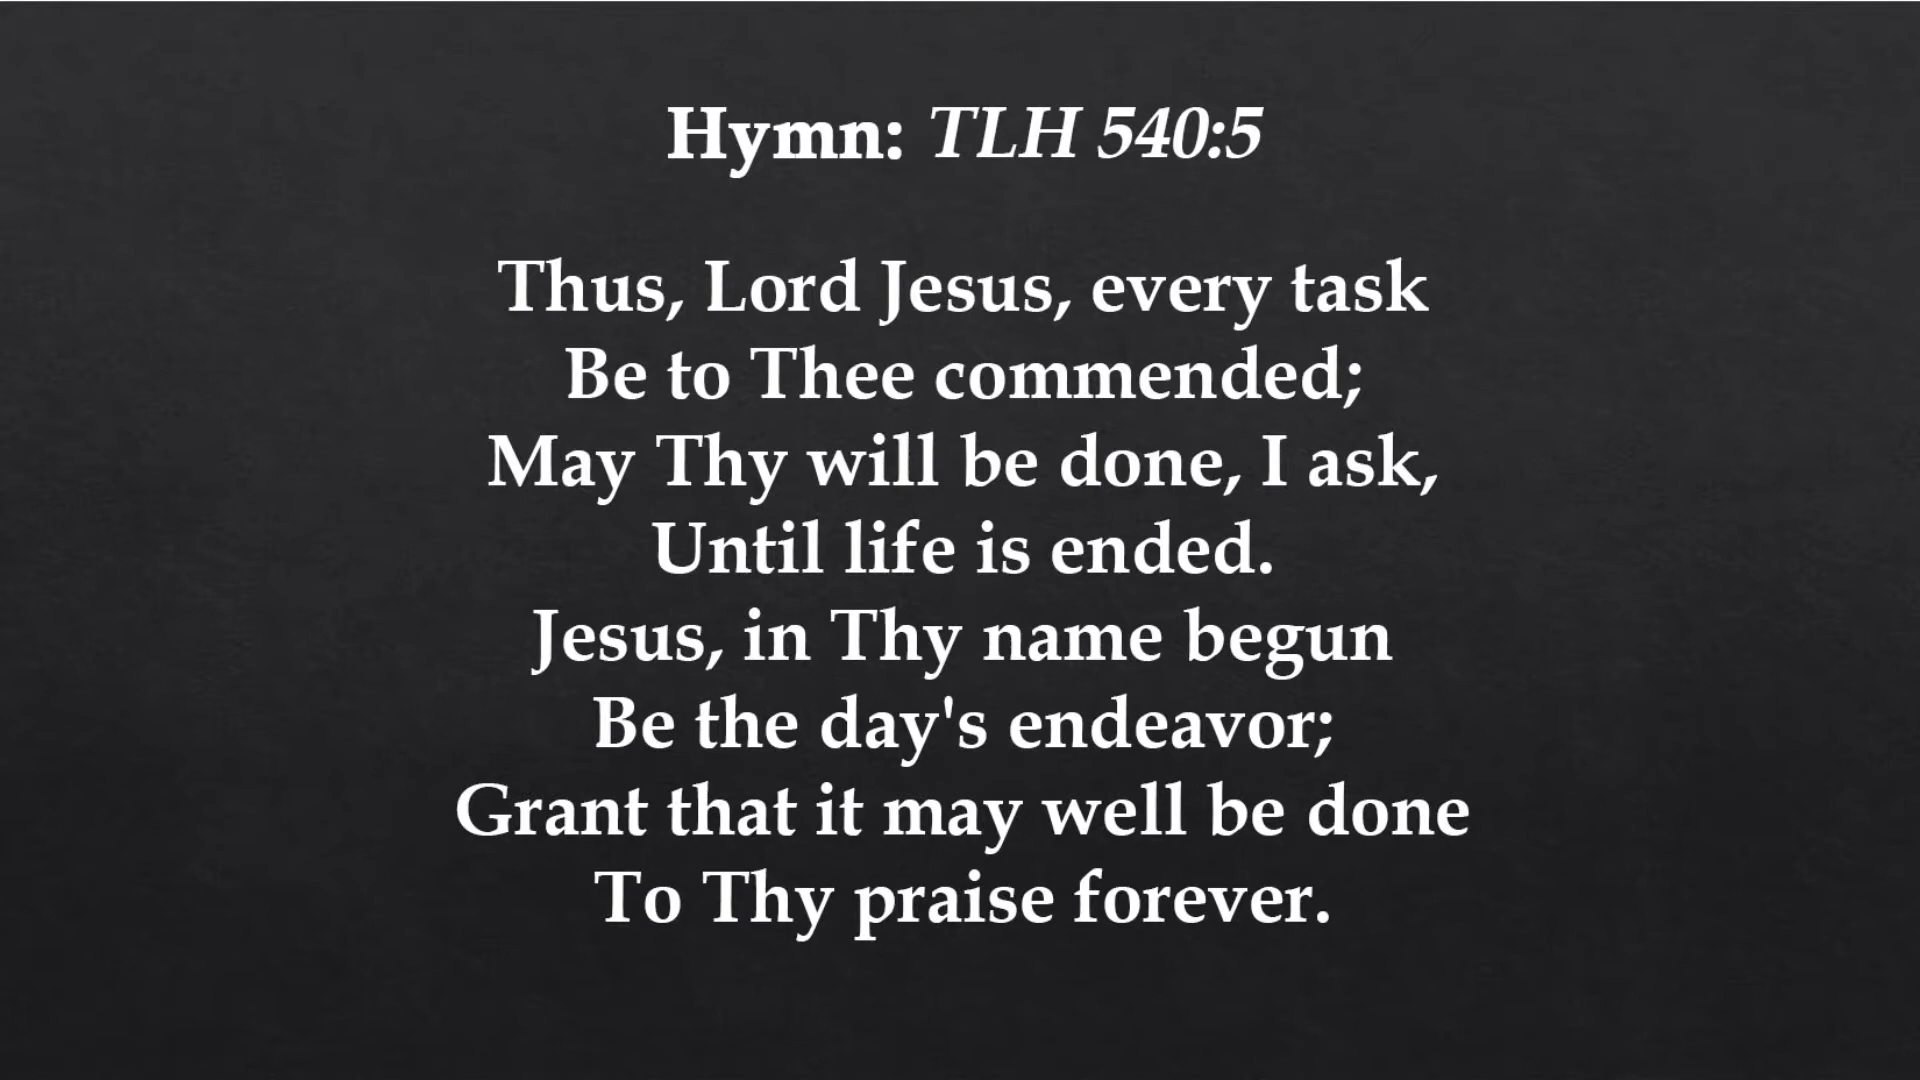 Hymn: TLH 540:5
Thus, Lord Jesus, every task
Be to Thee commended;
May Thy will be done, I ask,
Until life is ended.
Jesus, in Thy name begun
Be the day's endeavor;
Grant that it may well be done
To Thy praise forever.